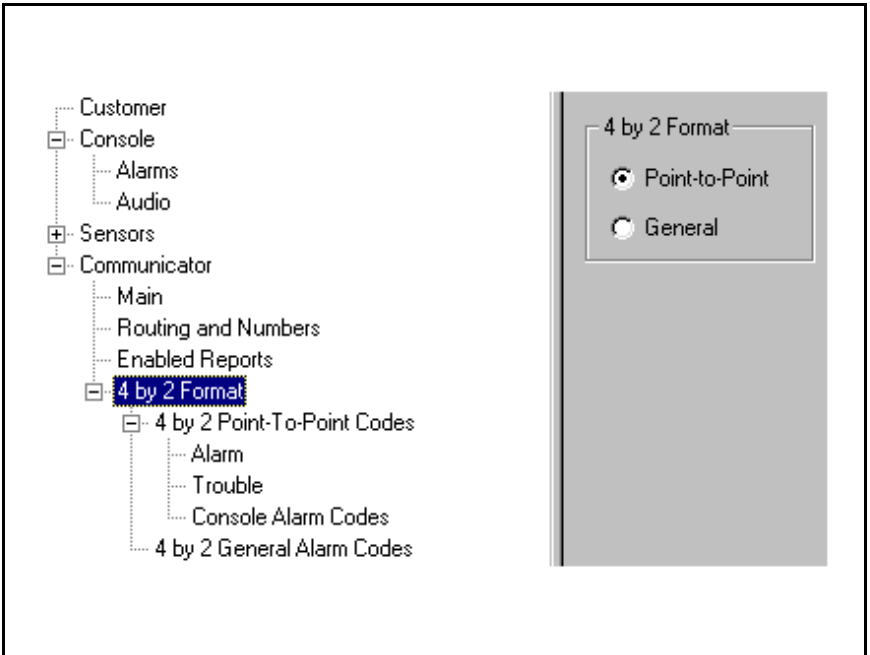 Customer
Console
Alarms
Audio
Sensors
Communicator
Main
Routing and Numbers
Enabled Reports
4 by 2 Format
4 by 2 Point-To-Point Codes
Alarm
Trouble
Console Alarm Codes
4 by 2 General Alarm Codes
4 by 2 Format
Point-to-Point
General